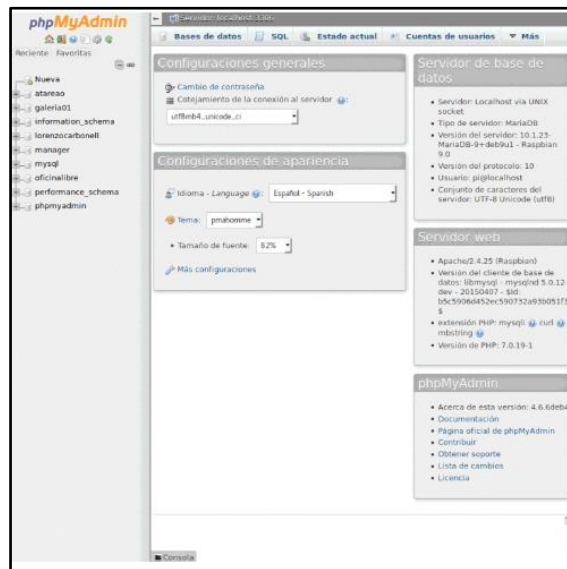 phpMyAdmin
Reciente Favoritas
Nueva
atareao
galeria01
information_schema
lorenzocarbonell
manager
mysql
oficinalibre
performance_schema
phpmyadmin
Servidor: localhost:3306
Bases de datos SQL Estado actual Cuentas de usuarios Más
Configuraciones generales
Cambio de contraseña
Cotejamiento de la conexión al servidor
utf8mb4_unicode_ci
Configuraciones de apariencia
Idioma - Language
Español - Spanish
Tema: pmahomme
Tamaño de fuente: 82%
Más configuraciones
Servidor de base de
datos
Servidor: Localhost via UNIX
socket
Tipo de servidor: MariaDB
Versión del servidor: 10.1.23-
MariaDB-9+deb9u1 - Raspbian
9.0
Versión del protocolo: 10
Usuario: pi@localhost
Conjunto de caracteres del
servidor: UTF-8 Unicode (utf8)
Servidor web
Apache/2.4.25 (Raspbian)
Versión del cliente de base de
datos: libmysql - mysqlnd 5.0.12-
dev - 20150407 - $Id:
b5c5906d452ec590732a93b051f3
$
extensión PHP: mysqli curl
mbstring
Versión de PHP: 7.0.19-1
phpMyAdmin
Acerca de esta versión: 4.6.6deb4
Documentación
Página oficial de phpMyAdmin
Contribuir
Obtener soporte
Lista de cambios
Licencia
Consola